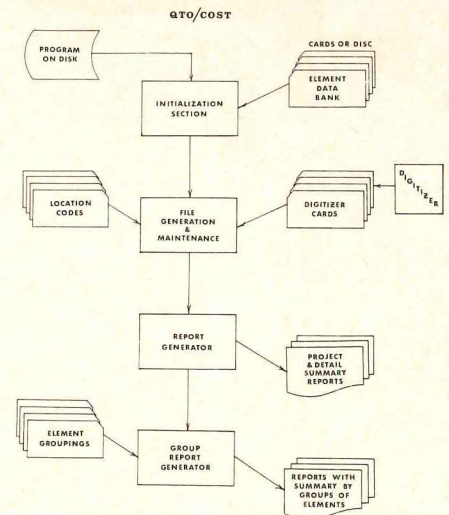 QTO/COST
PROGRAM
ON DISK
CARDS OR DISC
ELEMENT
DATA
BANK
INITIALIZATION
SECTION
LOCATION
CODES
FILE
GENERATION
&
MAINTENANCE
DIGITIZER
CARDS
DIGITIZER
REPORT
GENERATOR
PROJECT
& DETAIL
SUMMARY
REPORTS
ELEMENT
GROUPINGS
GROUP
REPORT
GENERATOR
REPORTS WITH
SUMMARY BY
GROUPS OF
ELEMENTS